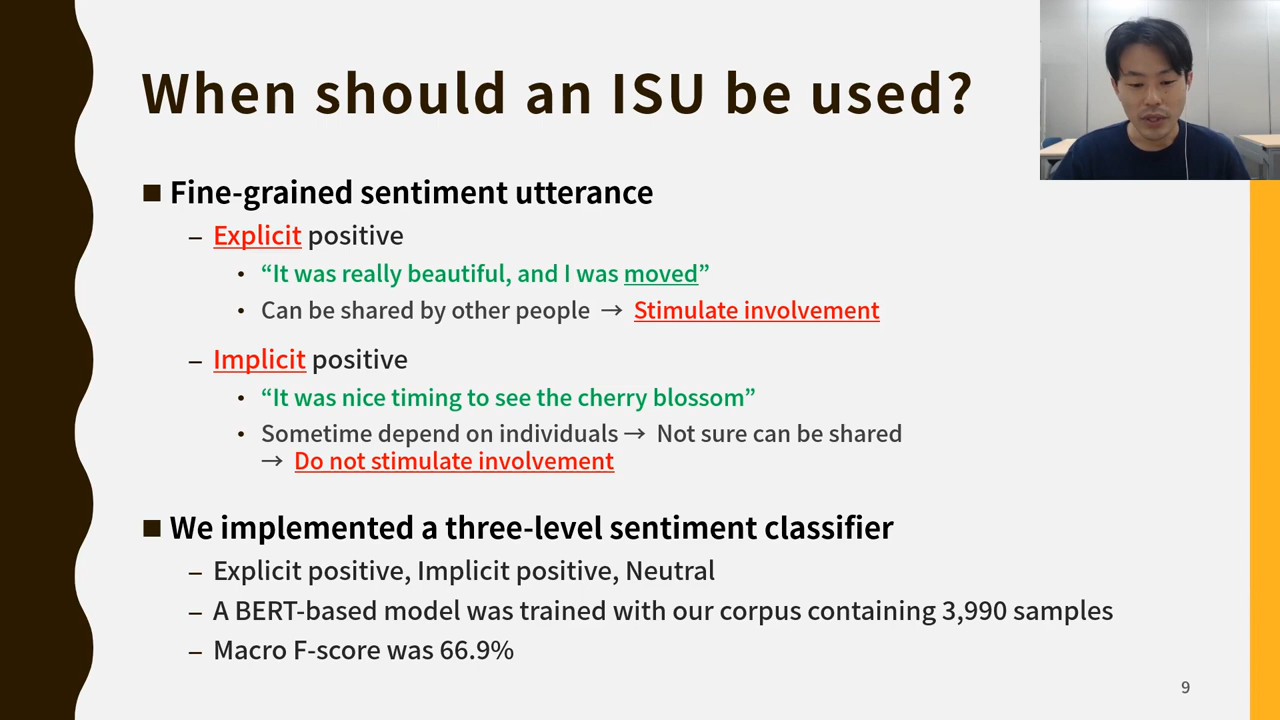 When should an ISU be used?
■ Fine-grained sentiment utterance
– Explicit positive
• “It was really beautiful, and I was moved”
• Can be shared by other people → Stimulate involvement
– Implicit positive
• “It was nice timing to see the cherry blossom”
• Sometime depend on individuals → Not sure can be shared
→ Do not stimulate involvement
■ We implemented a three-level sentiment classifier
– Explicit positive, Implicit positive, Neutral
– A BERT-based model was trained with our corpus containing 3,990 samples
– Macro F-score was 66.9%
9